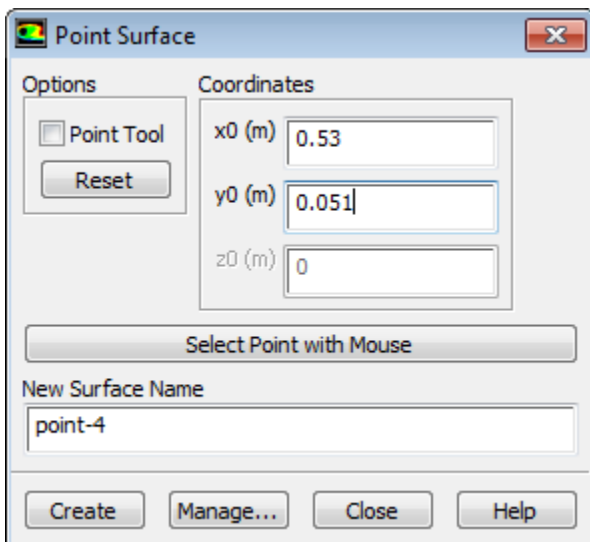 Point Surface
Options
Coordinates
Point Tool
Reset
x0 (m) 0.53
y0 (m) 0.051
z0 (m) 0
Select Point with Mouse
New Surface Name
point-4
Create Manage... Close Help